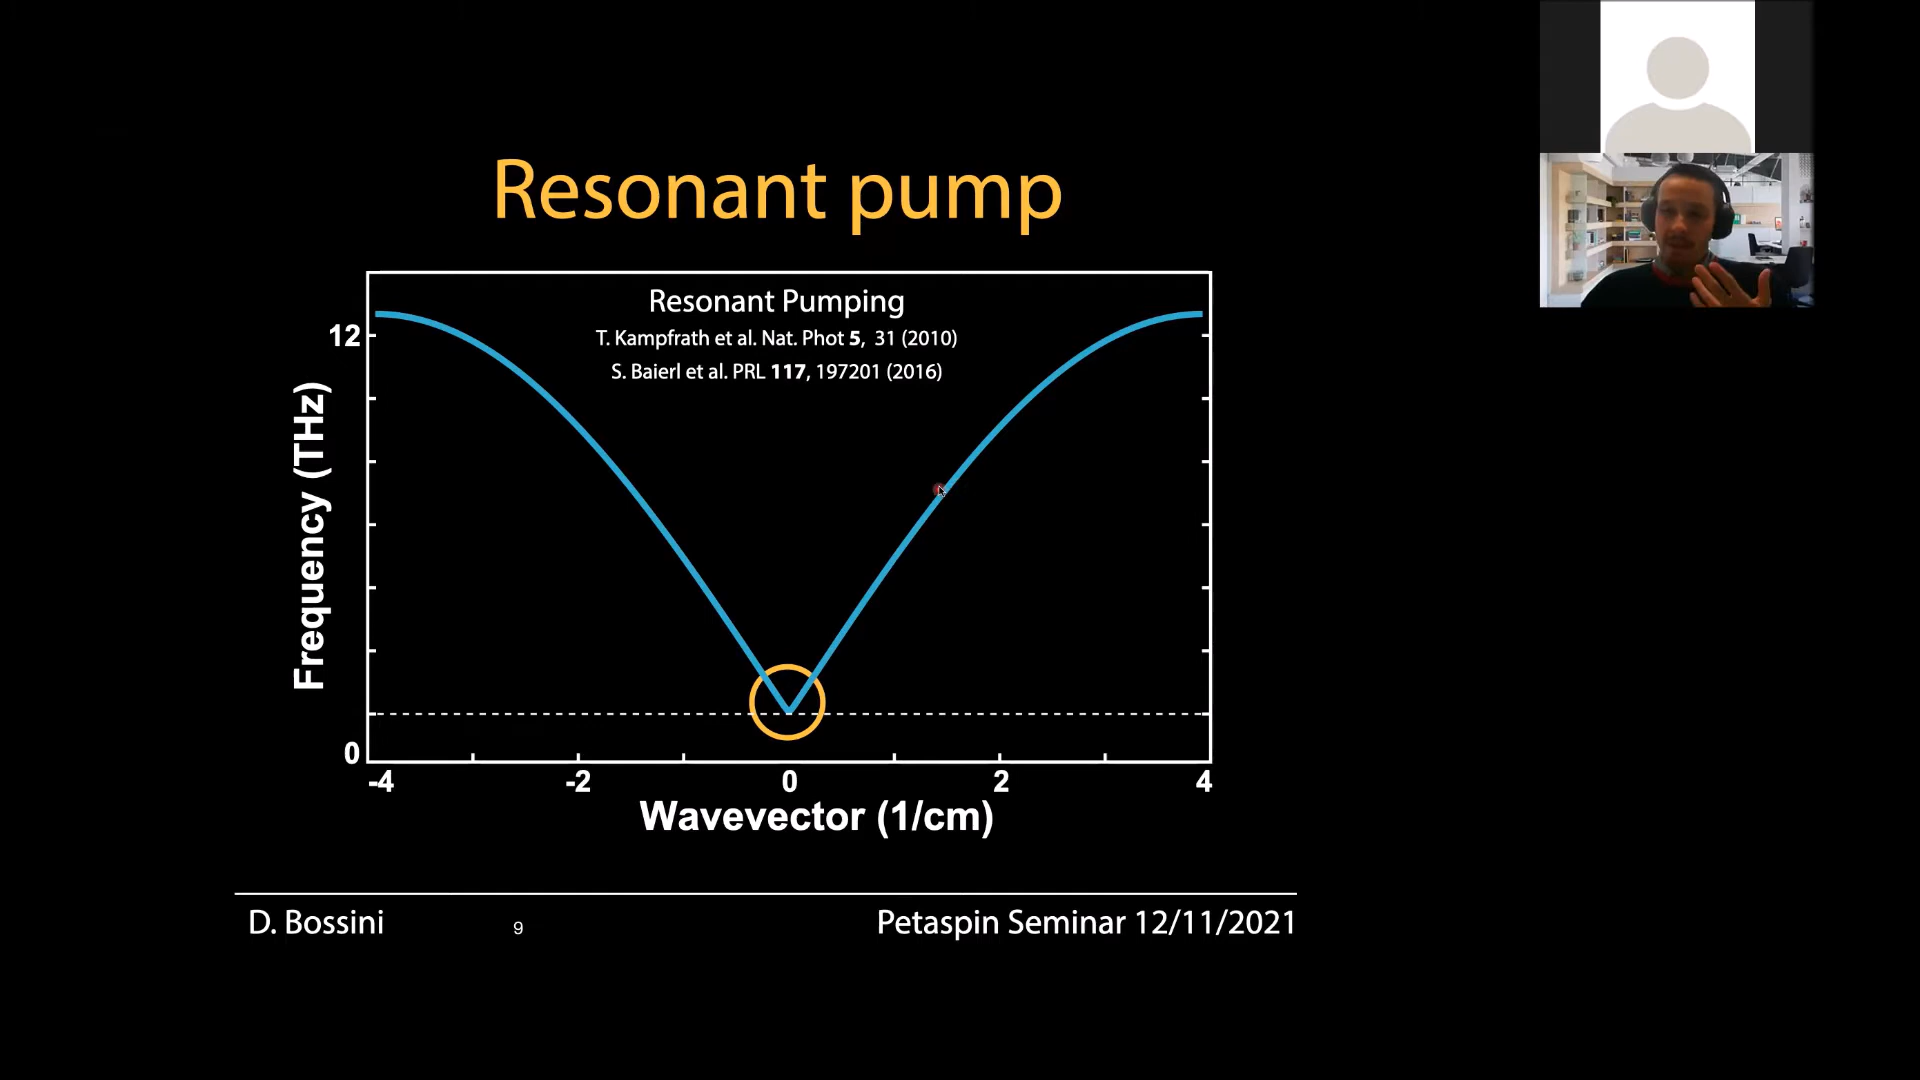 Resonant pump
Resonant Pumping
T. Kampfrath et al. Nat. Phot 5, 31 (2010)
S. Baierl et al. PRL 117, 197201 (2016)
12
Frequency (THz)
0
-4 -2 0 2 4
Wavevector (1/cm)
D. Bossini 9 Petaspin Seminar 12/11/2021